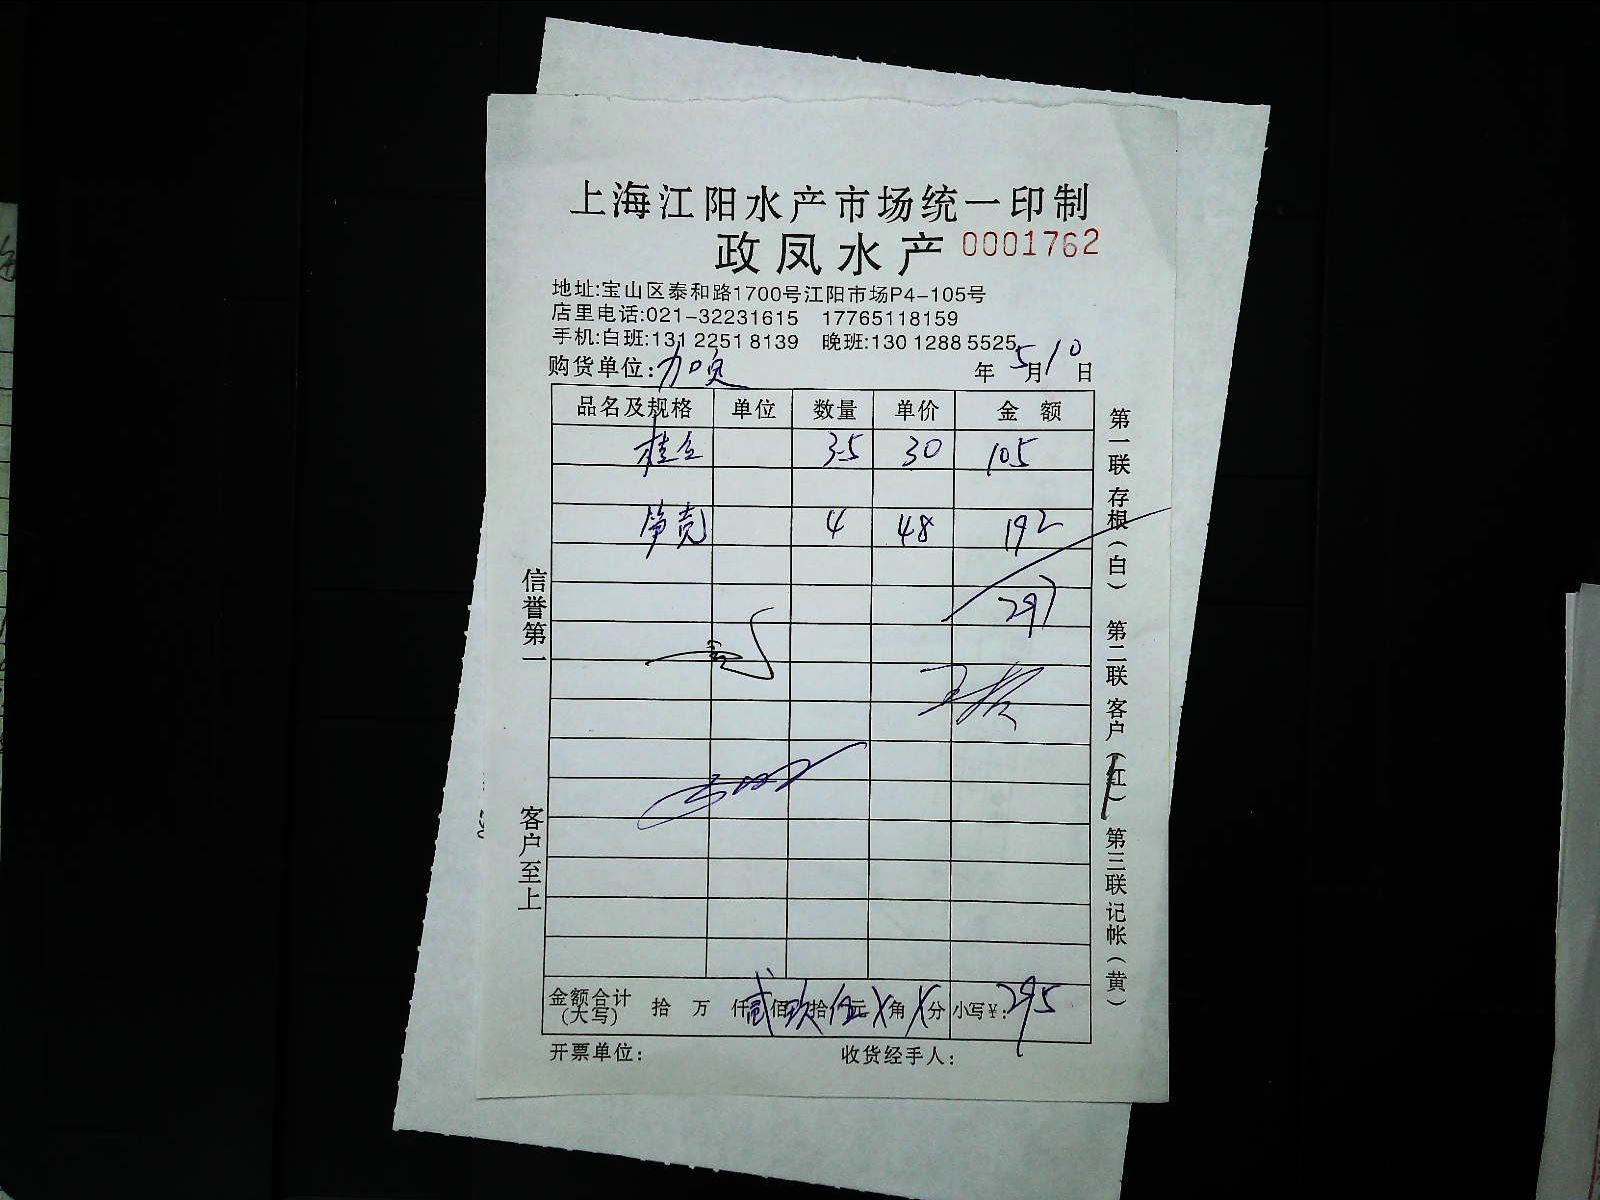 上海江阳水产市场统一印制
政凤水产 0001762
地址:宝山区泰和路1700号江阳市场P4-105号
店里电话:021-32231615 17765118159
手机:白班:131 2251 8139 晚班:130 1288 5525
购货单位: 年 5月10日
品名及规格 单位 数量 单价 金额
桂鱼 3.5 30 105
4 48 192
297
信誉第一
客户至上
第一联 存根(白) 第二联 客户(红) 第三联 记帐(黄)
金额合计(大写) 拾 万 仟贰佰玖拾伍元X角X分 小写¥:295
开票单位: 收货经手人: